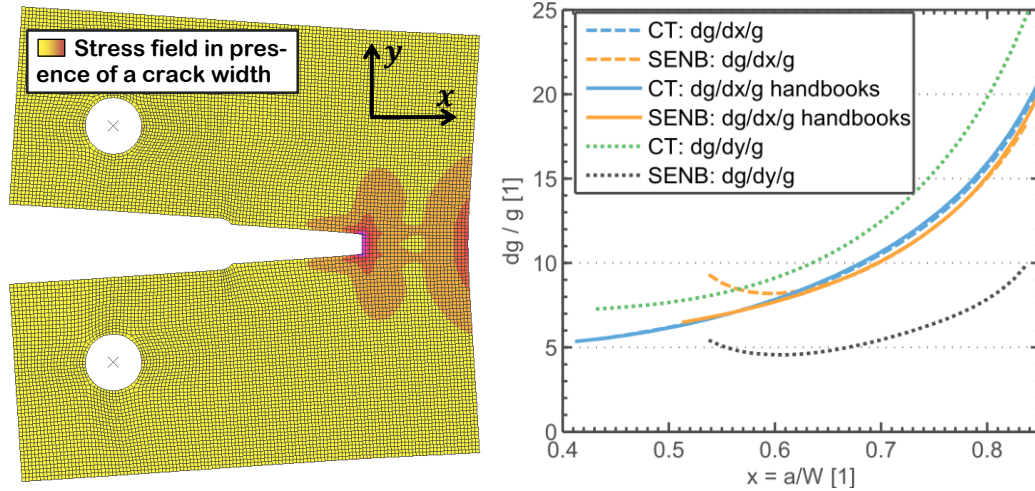 Stress field in pres-
ence of a crack width
y
x
25
20
15
10
5
0
dg / g [1]
CT: dg/dx/g
SENB: dg/dx/g
CT: dg/dx/g handbooks
SENB: dg/dx/g handbooks
CT: dg/dy/g
SENB: dg/dy/g
0.4 0.5 0.6 0.7 0.8
x = a/W [1]